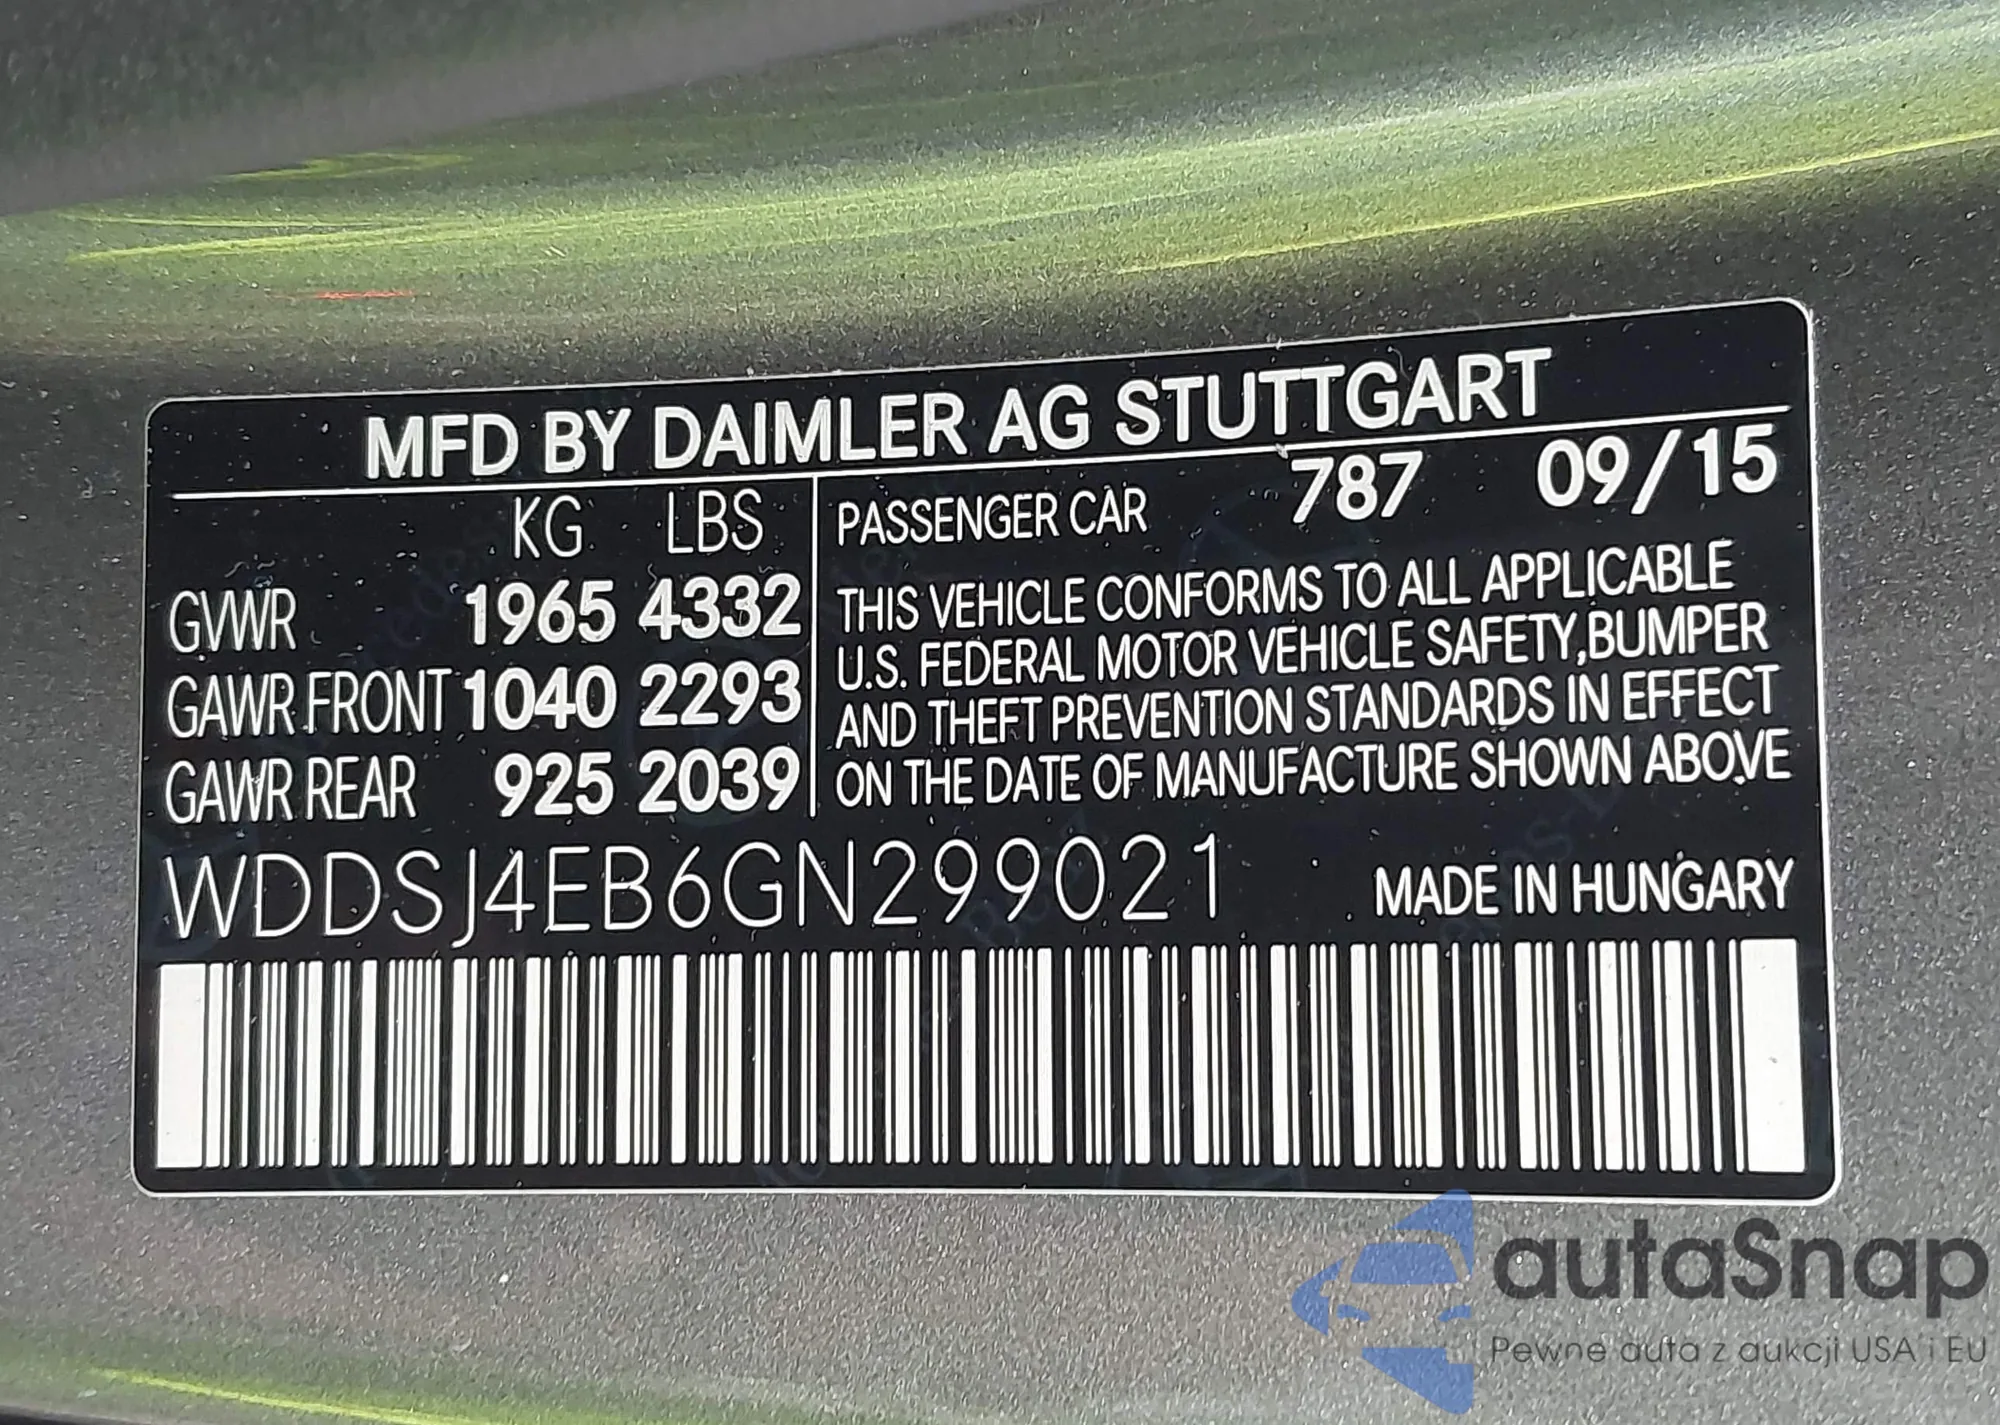 MFD BY DAIMLER AG STUTTGART
KG LBS
GVWR 1965 4332
GAWR FRONT 1040 2293
GAWR REAR 925 2039
PASSENGER CAR 787 09/15
THIS VEHICLE CONFORMS TO ALL APPLICABLE
U.S. FEDERAL MOTOR VEHICLE SAFETY,BUMPER
AND THEFT PREVENTION STANDARDS IN EFFECT
ON THE DATE OF MANUFACTURE SHOWN ABOVE
WDDSJ4EB6GN299021 MADE IN HUNGARY
autaSnap
Pewne auta z aukcji USA i EU